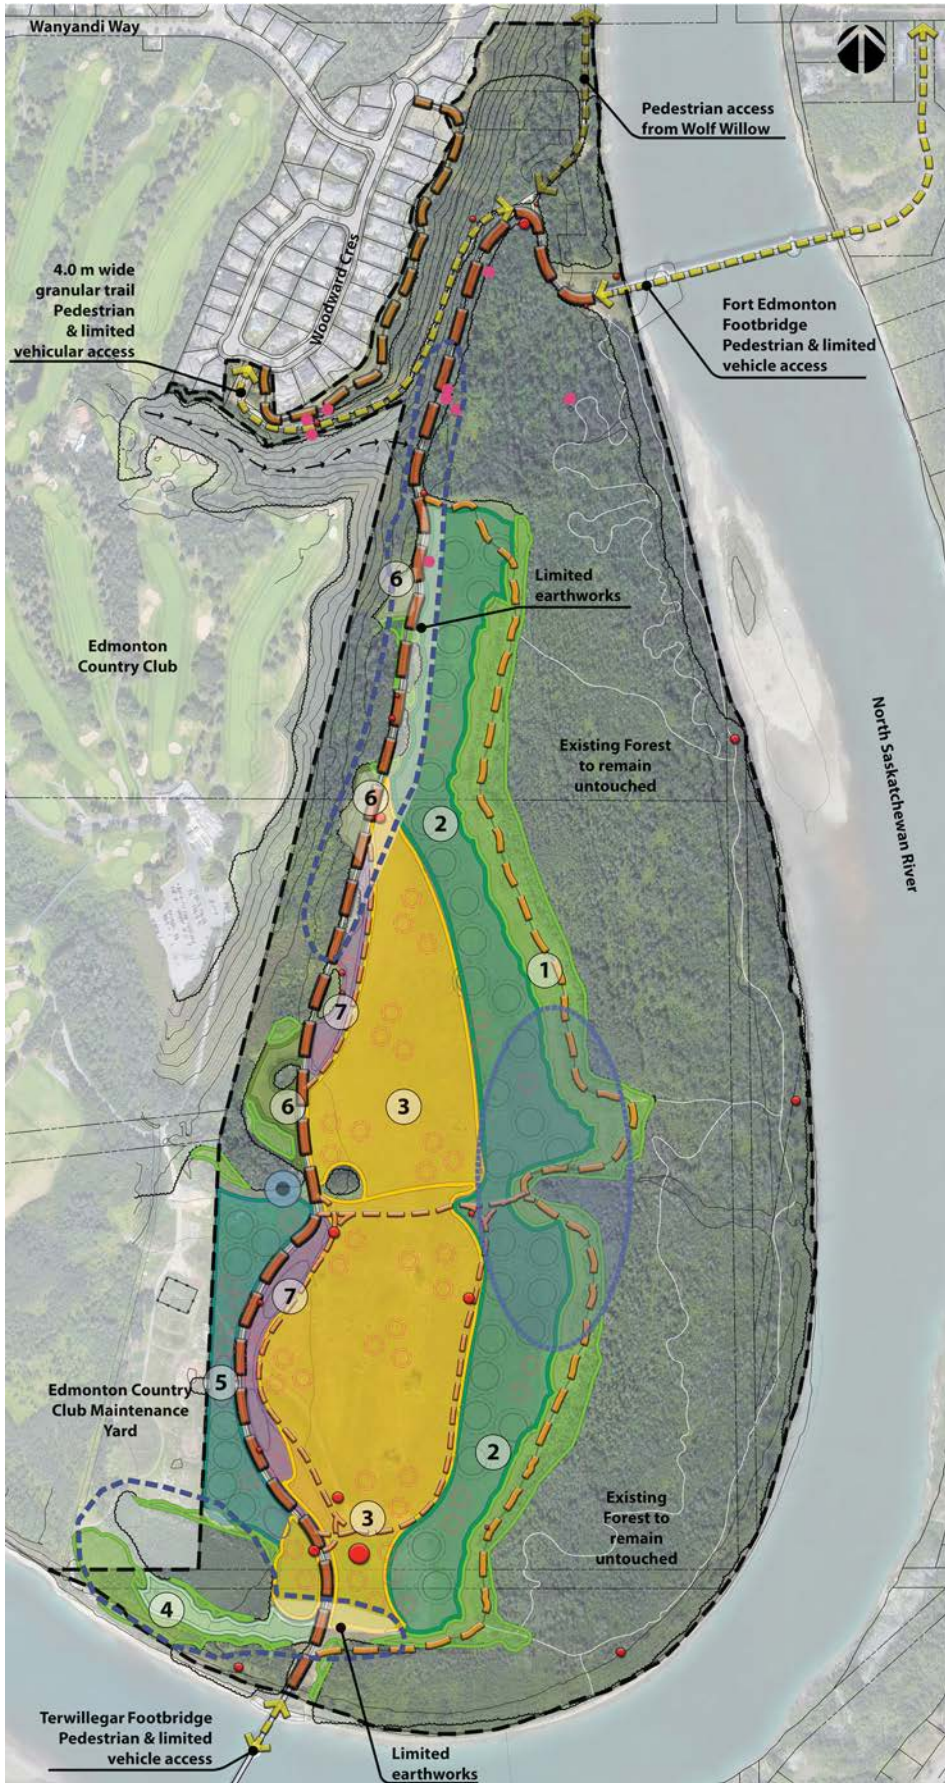 Wanyandi Way
Pedestrian access
from Wolf Willow
Woodward Cres
4.0 m wide
granular trail
Pedestrian
& limited
vehicular access
Fort Edmonton
Footbridge
Pedestrian & limited
vehicle access
6
Limited
earthworks
Edmonton
Country Club
North Saskatchewan River
Existing Forest
to remain
untouched
6
2
1
7
3
6
7
5
Edmonton Country
Club Maintenance
Yard
2
3
Existing
Forest to
remain
untouched
4
Terwillegar Footbridge
Pedestrian & limited
vehicle access
Limited
earthworks